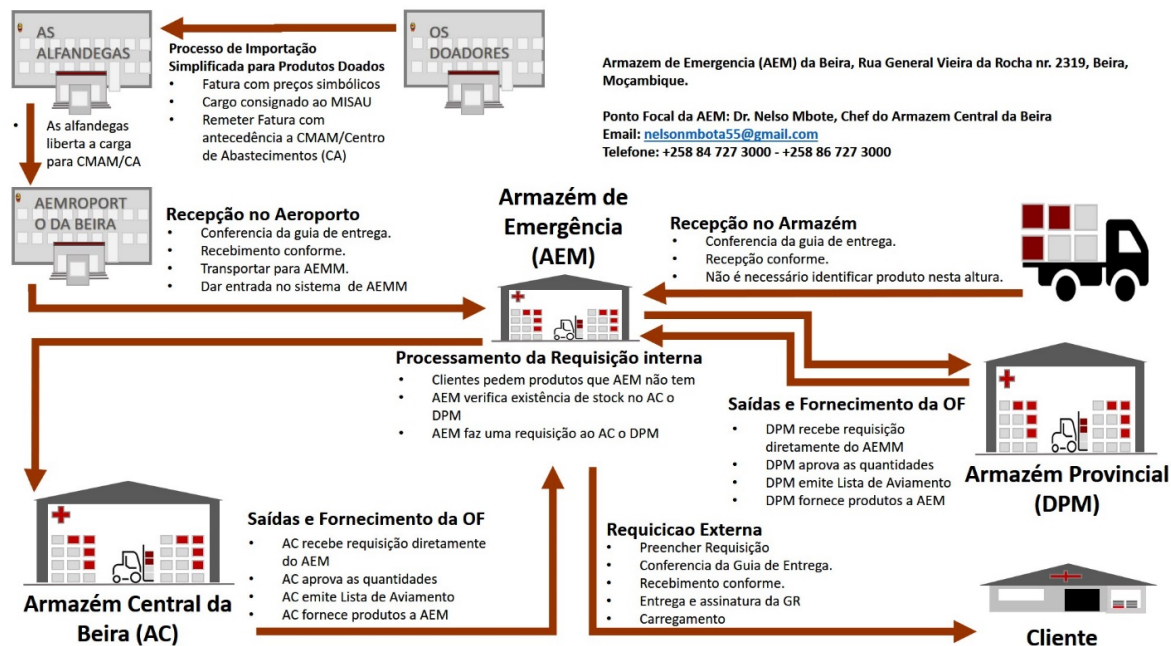 AS
ALFANDEGAS
Processo de Importação
Simplificada para Produtos Doados
• Fatura com preços simbólicos
• Cargo consignado ao MISAU
• Remeter Fatura com
antecedência a CMAM/Centro
de Abastecimentos (CA)
OS
DOADORES
Armazem de Emergencia (AEM) da Beira, Rua General Vieira da Rocha nr. 2319, Beira,
Moçambique.
Ponto Focal da AEM: Dr. Nelso Mbote, Chef do Armazem Central da Beira
Email: nelsonmbota55@gmail.com
Telefone: +258 84 727 3000 - +258 86 727 3000
• As alfandegas
liberta a carga
para CMAM/CA
AEMROPORT
O DA BEIRA
Recepção no Aeroporto
• Conferencia da guia de entrega.
• Recebimento conforme.
• Transportar para AEMM.
• Dar entrada no sistema de AEMM
Armazém de
Emergência
(AEM)
Recepção no Armazém
• Conferencia da guia de entrega.
• Recepção conforme.
• Não é necessário identificar produto nesta altura.
Processamento da Requisição interna
• Clientes pedem produtos que AEM não tem
• AEM verifica existência de stock no AC o
DPM
• AEM faz uma requisição ao AC o DPM
Saídas e Fornecimento da OF
• DPM recebe requisição
diretamente do AEMM
• DPM aprova as quantidades
• DPM emite Lista de Aviamento
• DPM fornece produtos a AEM
Armazém Provincial
(DPM)
Armazém Central da
Beira (AC)
Saídas e Fornecimento da OF
• AC recebe requisição diretamente
do AEM
• AC aprova as quantidades
• AC emite Lista de Aviamento
• AC fornece produtos a AEM
Requicicao Externa
• Preencher Requisição
• Conferencia da Guia de Entrega.
• Recebimento conforme.
• Entrega e assinatura da GR
• Carregamento
Cliente